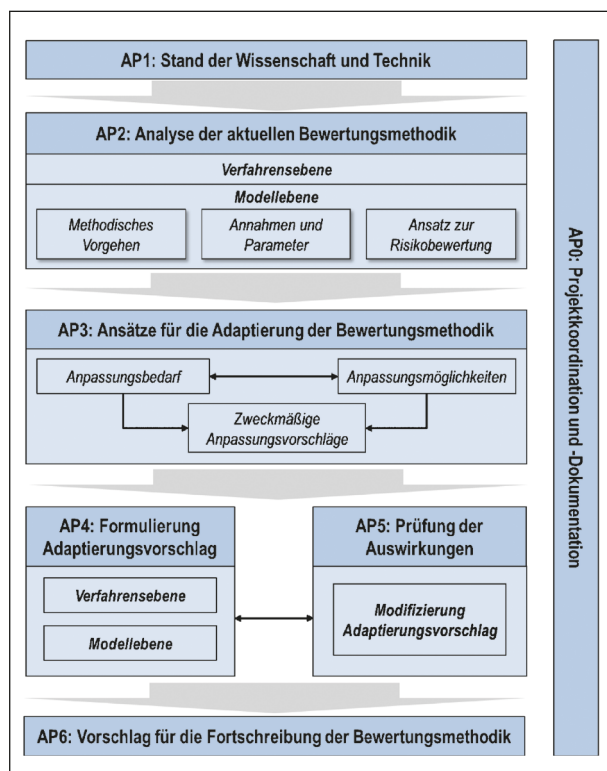 AP1: Stand der Wissenschaft und Technik
AP2: Analyse der aktuellen Bewertungsmethodik
Verfahrensebene
Modellebene
Methodisches
Vorgehen
Annahmen und
Parameter
Ansatz zur
Risikobewertung
AP3: Ansätze für die Adaptierung der Bewertungsmethodik
Anpassungsbedarf
Anpassungsmöglichkeiten
Zweckmäßige
Anpassungsvorschläge
AP4: Formulierung
Adaptierungsvorschlag
Verfahrensebene
Modellebene
AP5: Prüfung der
Auswirkungen
Modifizierung
Adaptierungsvorschlag
AP6: Vorschlag für die Fortschreibung der Bewertungsmethodik
AP0: Projektkoordination und -Dokumentation